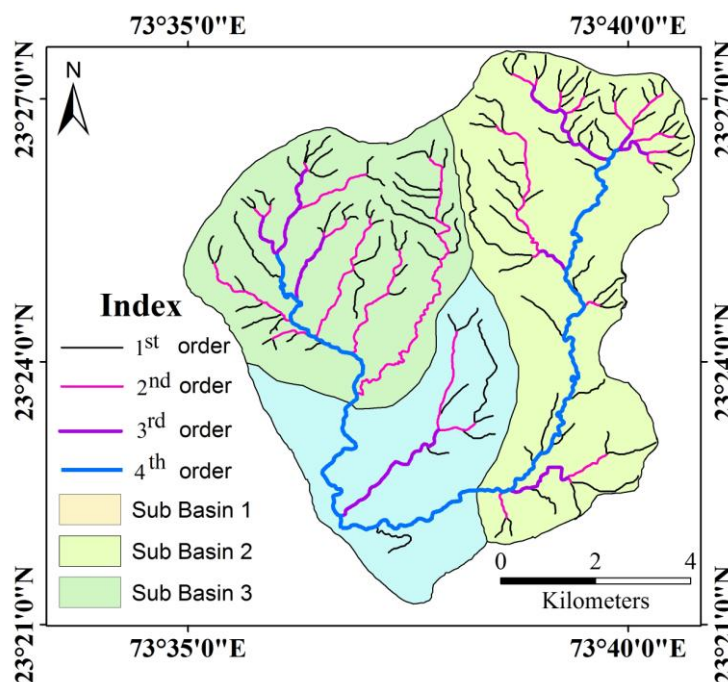 73°35'0"E 73°40'0"E
N
23°27'0"N 23°27'0"N
23°24'0"N 23°24'0"N
23°21'0"N 23°21'0"N
Index
1st order
2nd order
3rd order
4th order
Sub Basin 1
Sub Basin 2
Sub Basin 3
0 2 4
Kilometers
73°35'0"E 73°40'0"E